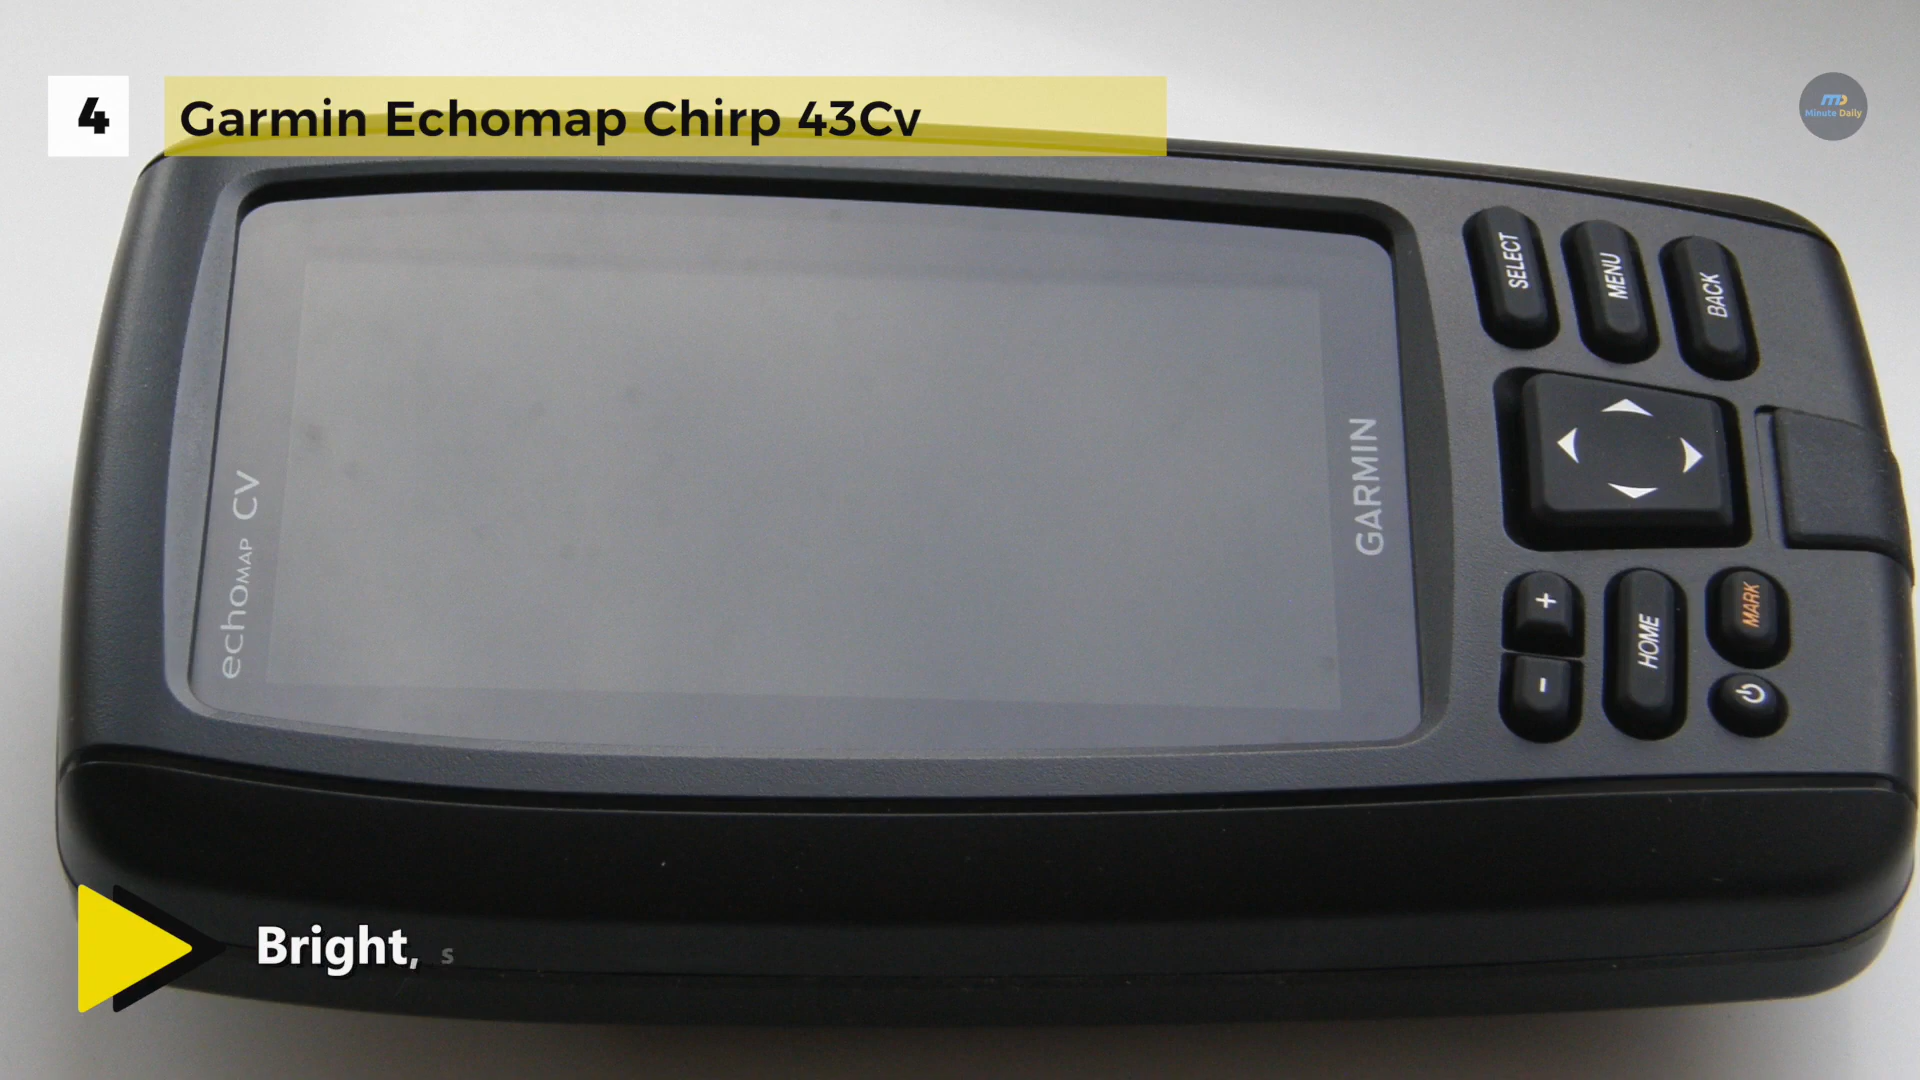 4
Garmin Echomap Chirp 43Cv
Minute Daily
SELECT
MENU
BACK
echoMAP CV
GARMIN
+
HOME
MARK
-
Bright, s